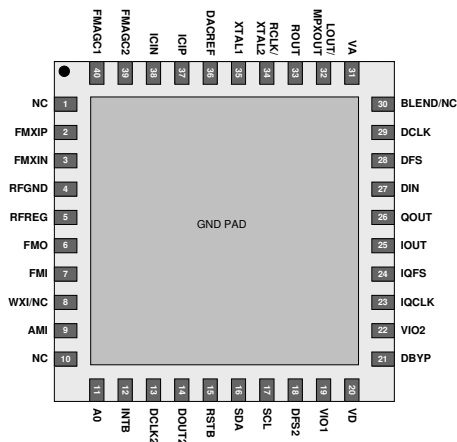 FMAGC1
FMAGC2
ICIN
ICIP
DACREF
XTAL1
RCLK/
XTAL2
ROUT
LOUT/
MPXOUT
VA
40 39 38 37 36 35 34 33 32 31
NC 1
FMXIP 2
FMXIN 3
RFGND 4
RFREG 5
FMO 6
FMI 7
WXI/NC 8
AMI 9
NC 10
GND PAD
30 BLEND/NC
29 DCLK
28 DFS
27 DIN
26 QOUT
25 IOUT
24 IQFS
23 IQCLK
22 VIO2
21 DBYP
11 12 13 14 15 16 17 18 19 20
A0
INTB
DCLK2
DOUT2
RSTB
SDA
SCL
DFS2
VIO1
VD